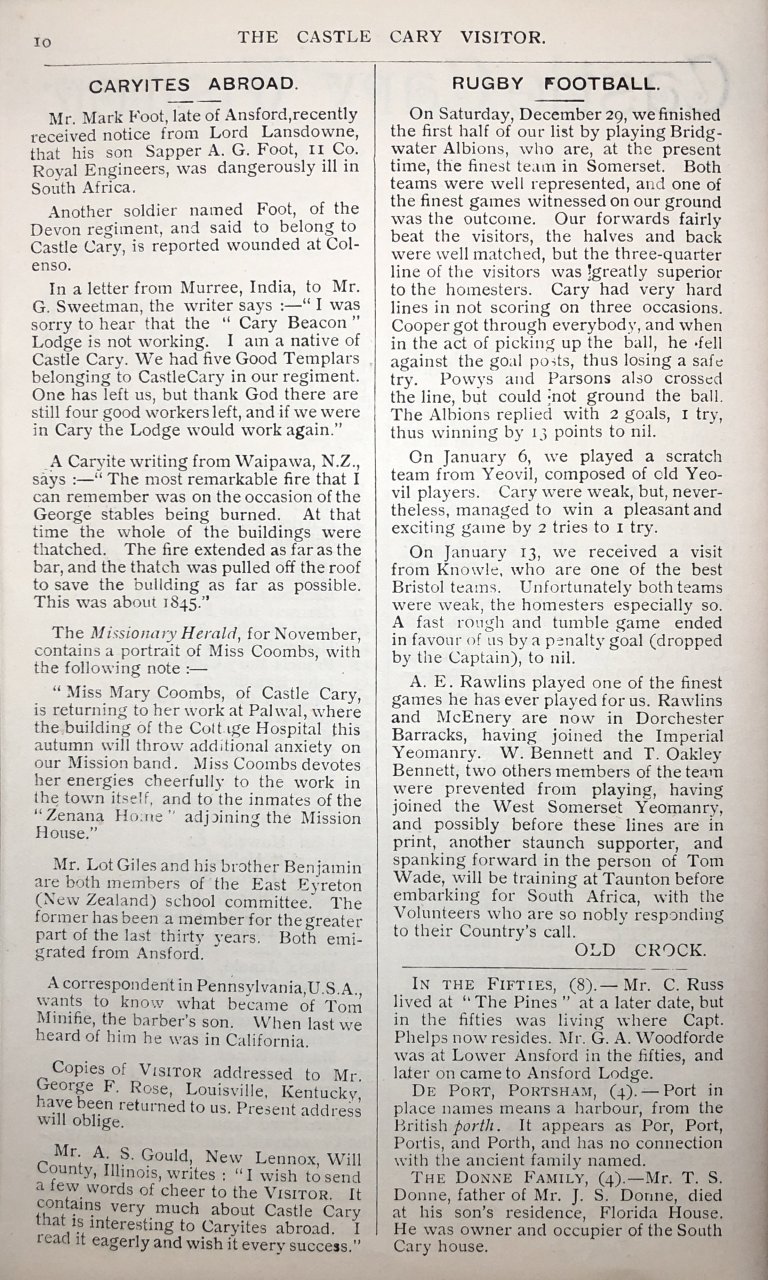 10
THE CASTLE CARY VISITOR.
CARYITES ABROAD.
Mr. Mark Foot, late of Ansford, recently
received notice from Lord Lansdowne,
that his son Sapper A. G. Foot, 11 Co.
Royal Engineers, was dangerously ill in
South Africa.
Another soldier named Foot, of the
Devon regiment, and said to belong to
Castle Cary, is reported wounded at Col-
enso.
In a letter from Murree, India, to Mr.
G. Sweetman, the writer says :—“ I was
sorry to hear that the “ Cary Beacon ”
Lodge is not working. I am a native of
Castle Cary. We had five Good Templars
belonging to CastleCary in our regiment.
One has left us, but thank God there are
still four good workers left, and if we were
in Cary the Lodge would work again.”
A Caryite writing from Waipawa, N.Z.,
says :—“ The most remarkable fire that I
can remember was on the occasion of the
George stables being burned. At that
time the whole of the buildings were
thatched. The fire extended as far as the
bar, and the thatch was pulled off the roof
to save the building as far as possible.
This was about 1845.”
The Missionary Herald, for November,
contains a portrait of Miss Coombs, with
the following note :—
“ Miss Mary Coombs, of Castle Cary,
is returning to her work at Palwal, where
the building of the Cottage Hospital this
autumn will throw additional anxiety on
our Mission band. Miss Coombs devotes
her energies cheerfully to the work in
the town itself, and to the inmates of the
“ Zenana Home ” adjoining the Mission
House.”
Mr. Lot Giles and his brother Benjamin
are both members of the East Eyreton
(New Zealand) school committee. The
former has been a member for the greater
part of the last thirty years. Both emi-
grated from Ansford.
A correspondent in Pennsylvania, U.S.A.,
wants to know what became of Tom
Minifie, the barber's son. When last we
heard of him he was in California.
Copies of VISITOR addressed to Mr.
George F. Rose, Louisville, Kentucky,
have been returned to us. Present address
will oblige.
Mr. A. S. Gould, New Lennox, Will
County, Illinois, writes : “ I wish to send
a few words of cheer to the VISITOR. It
contains very much about Castle Cary
that is interesting to Caryites abroad. I
read it eagerly and wish it every success.”
RUGBY FOOTBALL.
On Saturday, December 29, we finished
the first half of our list by playing Bridg-
water Albions, who are, at the present
time, the finest team in Somerset. Both
teams were well represented, and one of
the finest games witnessed on our ground
was the outcome. Our forwards fairly
beat the visitors, the halves and back
were well matched, but the three-quarter
line of the visitors was greatly superior
to the homesters. Cary had very hard
lines in not scoring on three occasions.
Cooper got through everybody, and when
in the act of picking up the ball, he fell
against the goal posts, thus losing a safe
try. Powys and Parsons also crossed
the line, but could not ground the ball.
The Albions replied with 2 goals, 1 try,
thus winning by 13 points to nil.
On January 6, we played a scratch
team from Yeovil, composed of old Yeo-
vil players. Cary were weak, but, never-
theless, managed to win a pleasant and
exciting game by 2 tries to 1 try.
On January 13, we received a visit
from Knowle, who are one of the best
Bristol teams. Unfortunately both teams
were weak, the homesters especially so.
A fast rough and tumble game ended
in favour of us by a penalty goal (dropped
by the Captain), to nil.
A. E. Rawlins played one of the finest
games he has ever played for us. Rawlins
and McEnery are now in Dorchester
Barracks, having joined the Imperial
Yeomanry. W. Bennett and T. Oakley
Bennett, two others members of the team
were prevented from playing, having
joined the West Somerset Yeomanry,
and possibly before these lines are in
print, another staunch supporter, and
spanking forward in the person of Tom
Wade, will be training at Taunton before
embarking for South Africa, with the
Volunteers who are so nobly responding
to their Country's call.
OLD CROCK.
IN THE FIFTIES, (8).— Mr. C. Russ
lived at “ The Pines ” at a later date, but
in the fifties was living where Capt.
Phelps now resides. Mr. G. A. Woodforde
was at Lower Ansford in the fifties, and
later on came to Ansford Lodge.
DE PORT, PORTSHAM, (4). — Port in
place names means a harbour, from the
British porth. It appears as Por, Port,
Portis, and Porth, and has no connection
with the ancient family named.
THE DONNE FAMILY, (4).—Mr. T. S.
Donne, father of Mr. J. S. Donne, died
at his son's residence, Florida House.
He was owner and occupier of the South
Cary house.